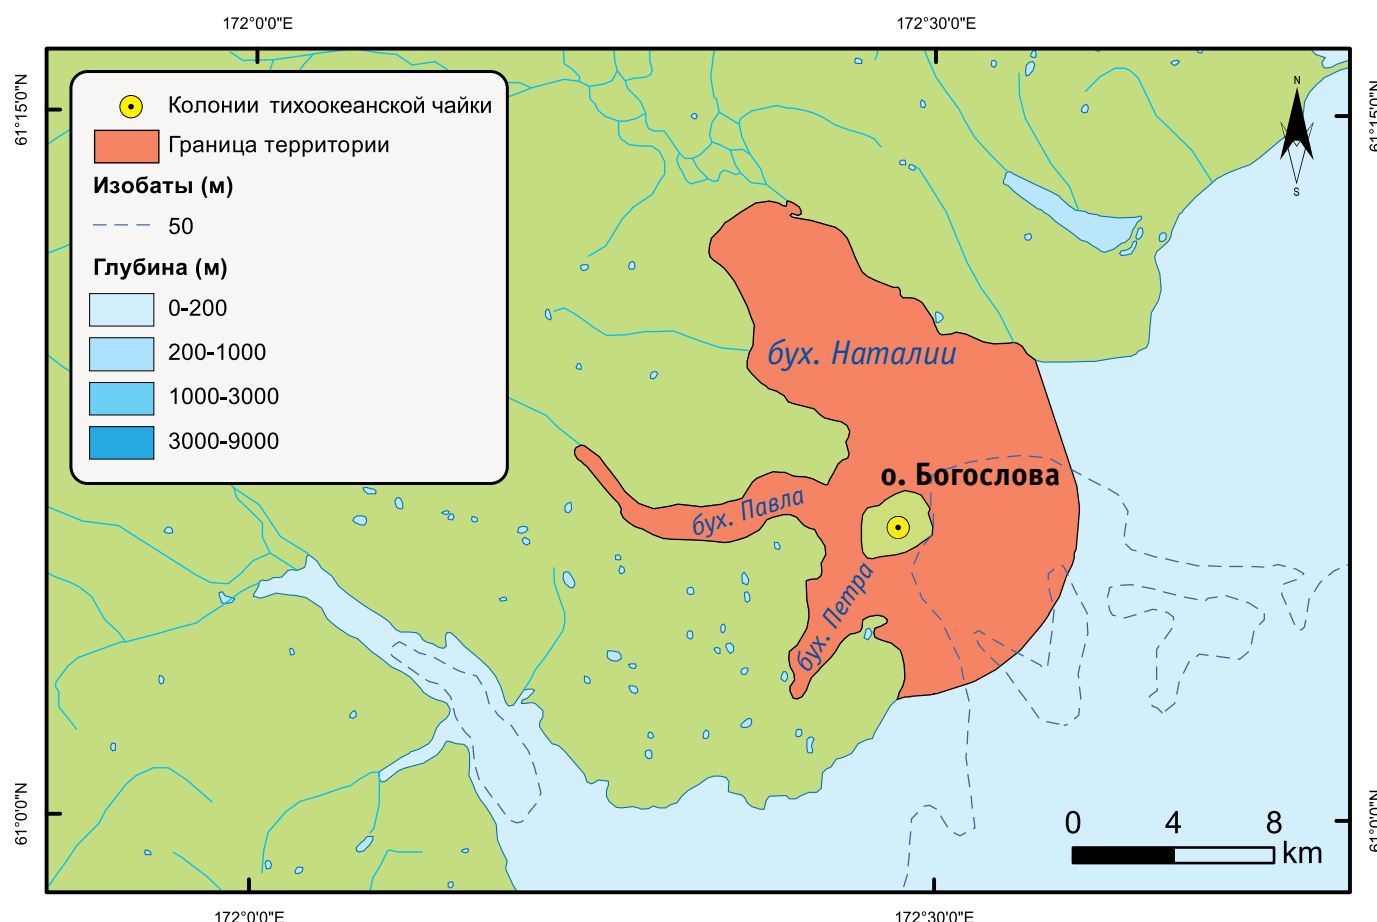 172°0'0"E
172°30'0"E
61°15'0"N
61°15'0"N
Колонии тихоокеанской чайки
Граница территории
Изобаты (м)
50
Глубина (м)
0-200
200-1000
1000-3000
3000-9000
N
S
бух. Наталии
о. Богослова
бух. Павла
бух. Петра
61°0'0"N
61°0'0"N
0 4 8
km
172°0'0"E
172°30'0"E